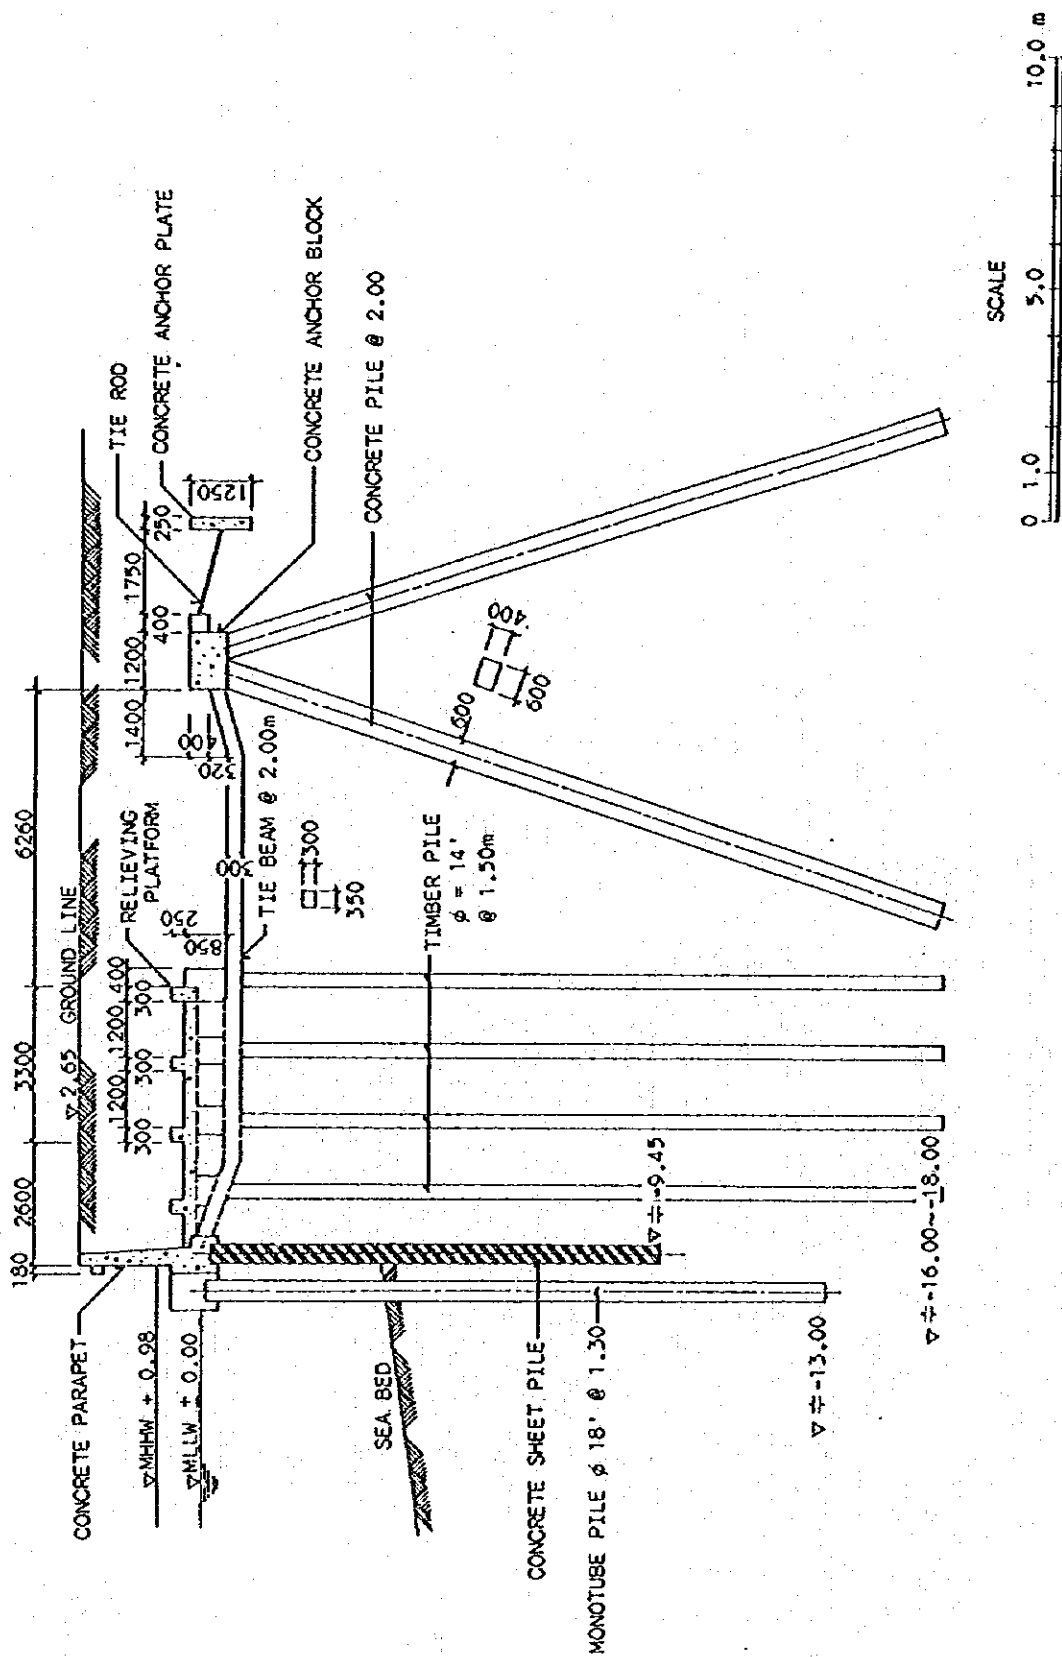 180
2600
3300
6260
▽2.65 GROUND LINE
CONCRETE PARAPET
▽MHHW + 0.98
▽MLLW + 0.00
SEA BED
CONCRETE SHEET PILE
MONOTUBE PILE φ 18' @ 1.30
▽≑-13.00
▽≑-9.45
▽≑-16.00~-18.00
1200
1200
400
300
300
300
RELIEVING
PLATFORM
250
850
300
TIE BEAM @ 2.00m
300
350
TIMBER PILE
φ = 14'
@ 1.50m
1400
1200
400
1750
250
400
320
1250
TIE ROD
CONCRETE ANCHOR PLATE
CONCRETE ANCHOR BLOCK
CONCRETE PILE @ 2.00
600
400
600
SCALE
0 1.0 5.0 10.0 m